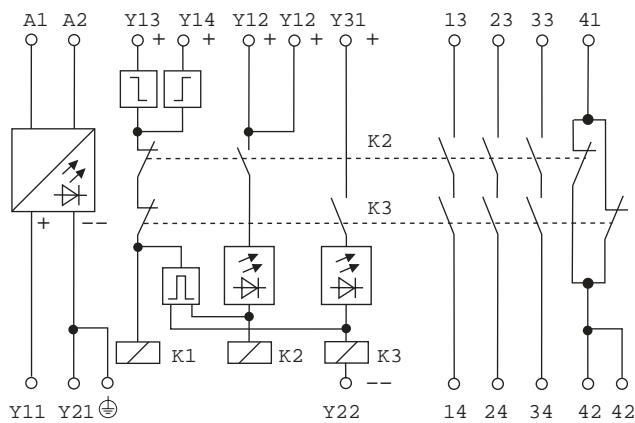 A1 A2 Y13 Y14 Y12 Y12 Y31 13 23 33 41
+ + + + +
K2
K3
+ --
K1 K2 K3
--
Y11 Y21 Y22 14 24 34 42 42